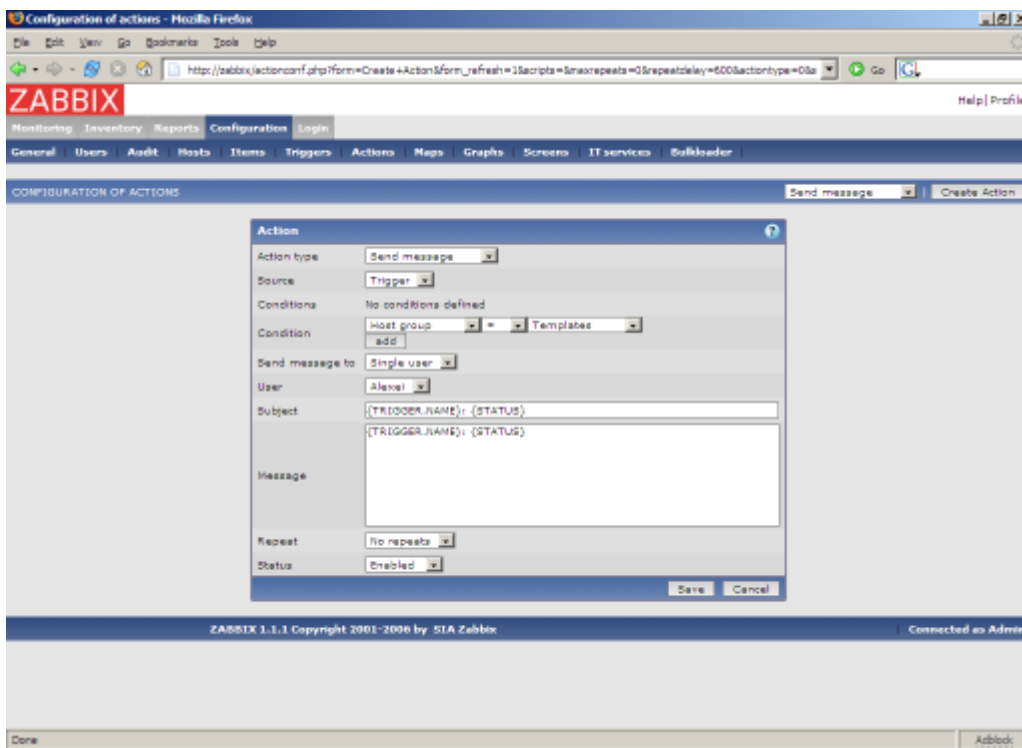 Configuration of actions - Mozilla Firefox
File Edit View Go Bookmarks Tools Help
http://zabbix/actionconf.php?form=Create+Action&form_refresh=1&scripts=&maxrepeats=0&repeatdelay=600&actiontype=0&s Go
ZABBIX Help | Profile
Monitoring Inventory Reports Configuration Login
General | Users | Audit | Hosts | Items | Triggers | Actions | Maps | Graphs | Screens | IT services | Bulkloader |
CONFIGURATION OF ACTIONS Send message | Create Action
Action
Action type Send message
Source Trigger
Conditions No conditions defined
Condition Host group = Templates
add
Send message to Single user
User Alexei
Subject {TRIGGER.NAME}: {STATUS}
{TRIGGER.NAME}: {STATUS}
Message
Repeat No repeats
Status Enabled
Save Cancel
ZABBIX 1.1.1 Copyright 2001-2006 by SIA Zabbix Connected as Admin
Done Adblock